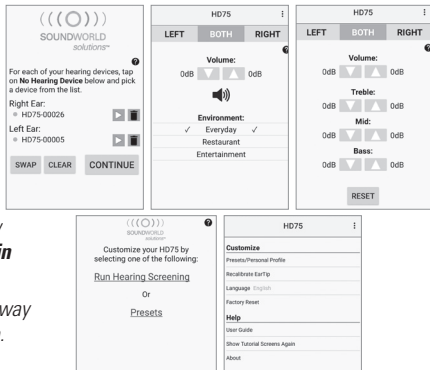 (((O)))
SOUNDWORLD
solutions℠
?
For each of your hearing devices, tap
on No Hearing Device below and pick
a device from the list.
Right Ear:
HD75-00026
Left Ear:
HD75-00005
SWAP CLEAR CONTINUE
HD75
LEFT BOTH RIGHT
?
Volume:
0dB 0dB
Environment:
✓ Everyday ✓
Restaurant
Entertainment
HD75
LEFT BOTH RIGHT
Volume:
0dB 0dB
Treble:
0dB 0dB
Mid:
0dB 0dB
Bass:
0dB 0dB
RESET
in
way
(((O)))
SOUNDWORLD
solutions
?
Customize your HD75 by
selecting one of the following:
Run Hearing Screening
Or
Presets
HD75
Customize
Presets/Personal Profile
Recalibrate EarTip
Language English
Factory Reset
Help
User Guide
Show Tutorial Screens Again
About